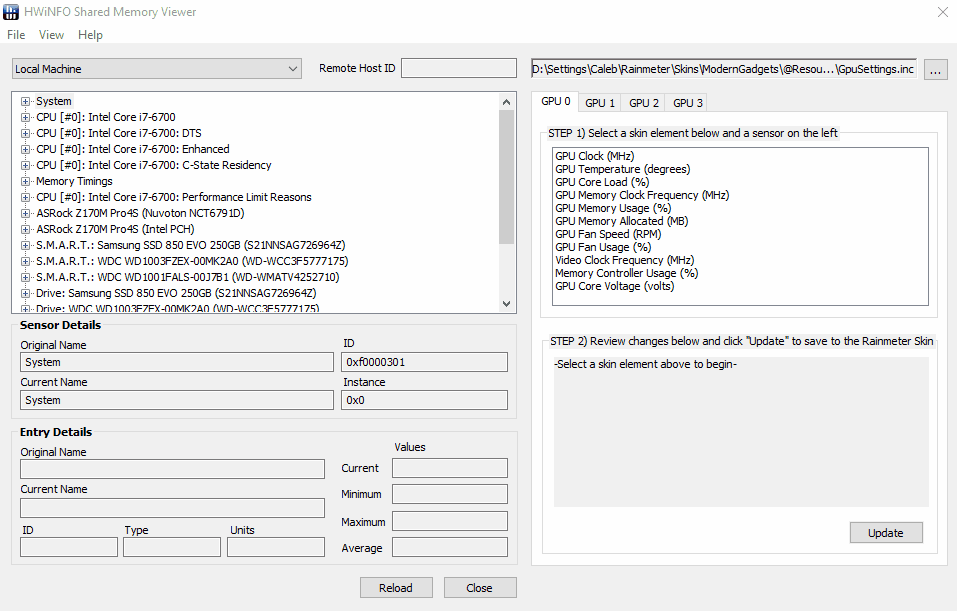 HWiNFO Shared Memory Viewer
File View Help
Local Machine
Remote Host ID
D:\Settings\Caleb\Rainmeter\Skins\ModernGadgets\@Resou...\GpuSettings.inc
...
System
CPU [#0]: Intel Core i7-6700
CPU [#0]: Intel Core i7-6700: DTS
CPU [#0]: Intel Core i7-6700: Enhanced
CPU [#0]: Intel Core i7-6700: C-State Residency
Memory Timings
CPU [#0]: Intel Core i7-6700: Performance Limit Reasons
ASRock Z170M Pro4S (Nuvoton NCT6791D)
ASRock Z170M Pro4S (Intel PCH)
S.M.A.R.T.: Samsung SSD 850 EVO 250GB (S21NNSAG726964Z)
S.M.A.R.T.: WDC WD1003FZEX-00MK2A0 (WD-WCC3F5777175)
S.M.A.R.T.: WDC WD1001FALS-00J7B1 (WD-WMATV4252710)
Drive: Samsung SSD 850 EVO 250GB (S21NNSAG726964Z)
Drive: WDC WD1003FZEX-00MK2A0 (WD-WCC3F5777175)
Sensor Details
Original Name
ID
System
0xf0000301
Current Name
Instance
System
0x0
Entry Details
Original Name
Current Name
ID
Type
Units
Values
Current
Minimum
Maximum
Average
Reload
Close
GPU 0
GPU 1
GPU 2
GPU 3
STEP 1) Select a skin element below and a sensor on the left
GPU Clock (MHz)
GPU Temperature (degrees)
GPU Core Load (%)
GPU Memory Clock Frequency (MHz)
GPU Memory Usage (%)
GPU Memory Allocated (MB)
GPU Fan Speed (RPM)
GPU Fan Usage (%)
Video Clock Frequency (MHz)
Memory Controller Usage (%)
GPU Core Voltage (volts)
STEP 2) Review changes below and click "Update" to save to the Rainmeter Skin
-Select a skin element above to begin-
Update